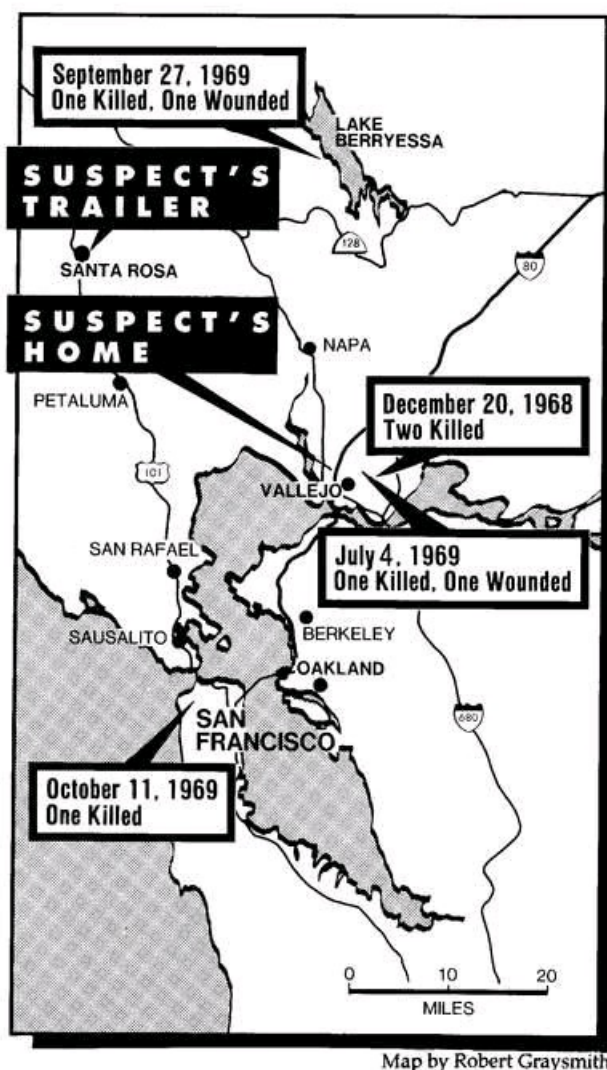 September 27, 1969
One Killed, One Wounded
LAKE
BERRYESSA
SUSPECT'S
TRAILER
128
80
SANTA ROSA
SUSPECT'S
HOME
NAPA
PETALUMA
December 20, 1968
Two Killed
101
VALLEJO
SAN RAFAEL
July 4, 1969
One Killed, One Wounded
SAUSALITO
BERKELEY
OAKLAND
680
SAN
FRANCISCO
October 11, 1969
One Killed
0 10 20
MILES
Map by Robert Graysmith